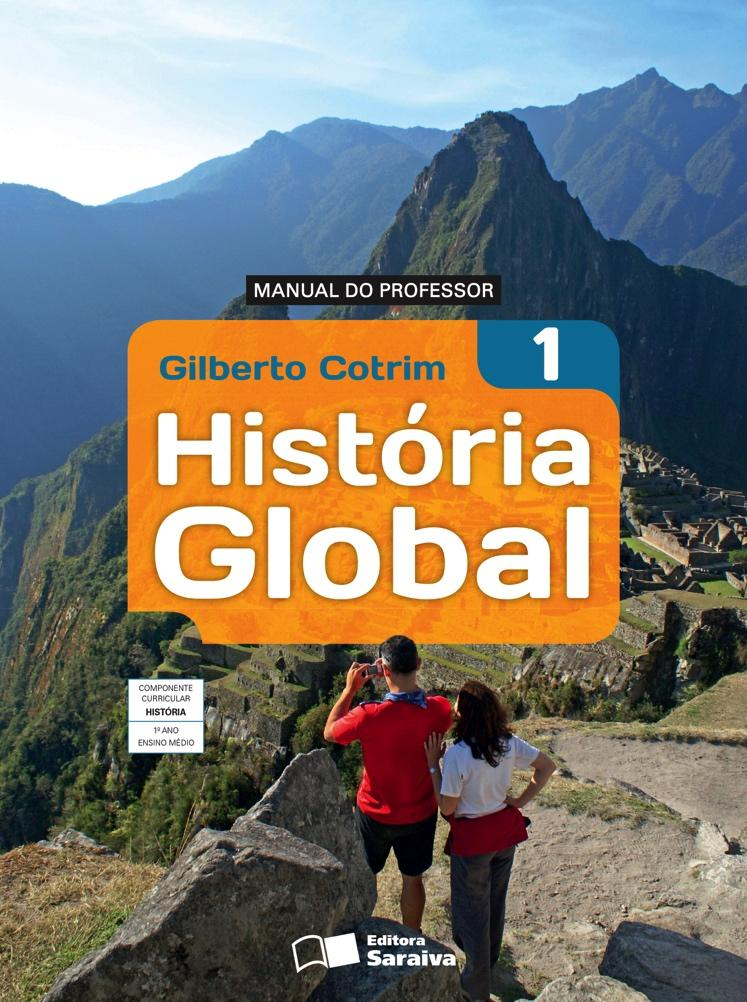 MANUAL DO PROFESSOR
Gilberto Cotrim
1
História
Global
COMPONENTE
CURRICULAR
HISTÓRIA
1º ANO
ENSINO MÉDIO
Editora
Saraiva